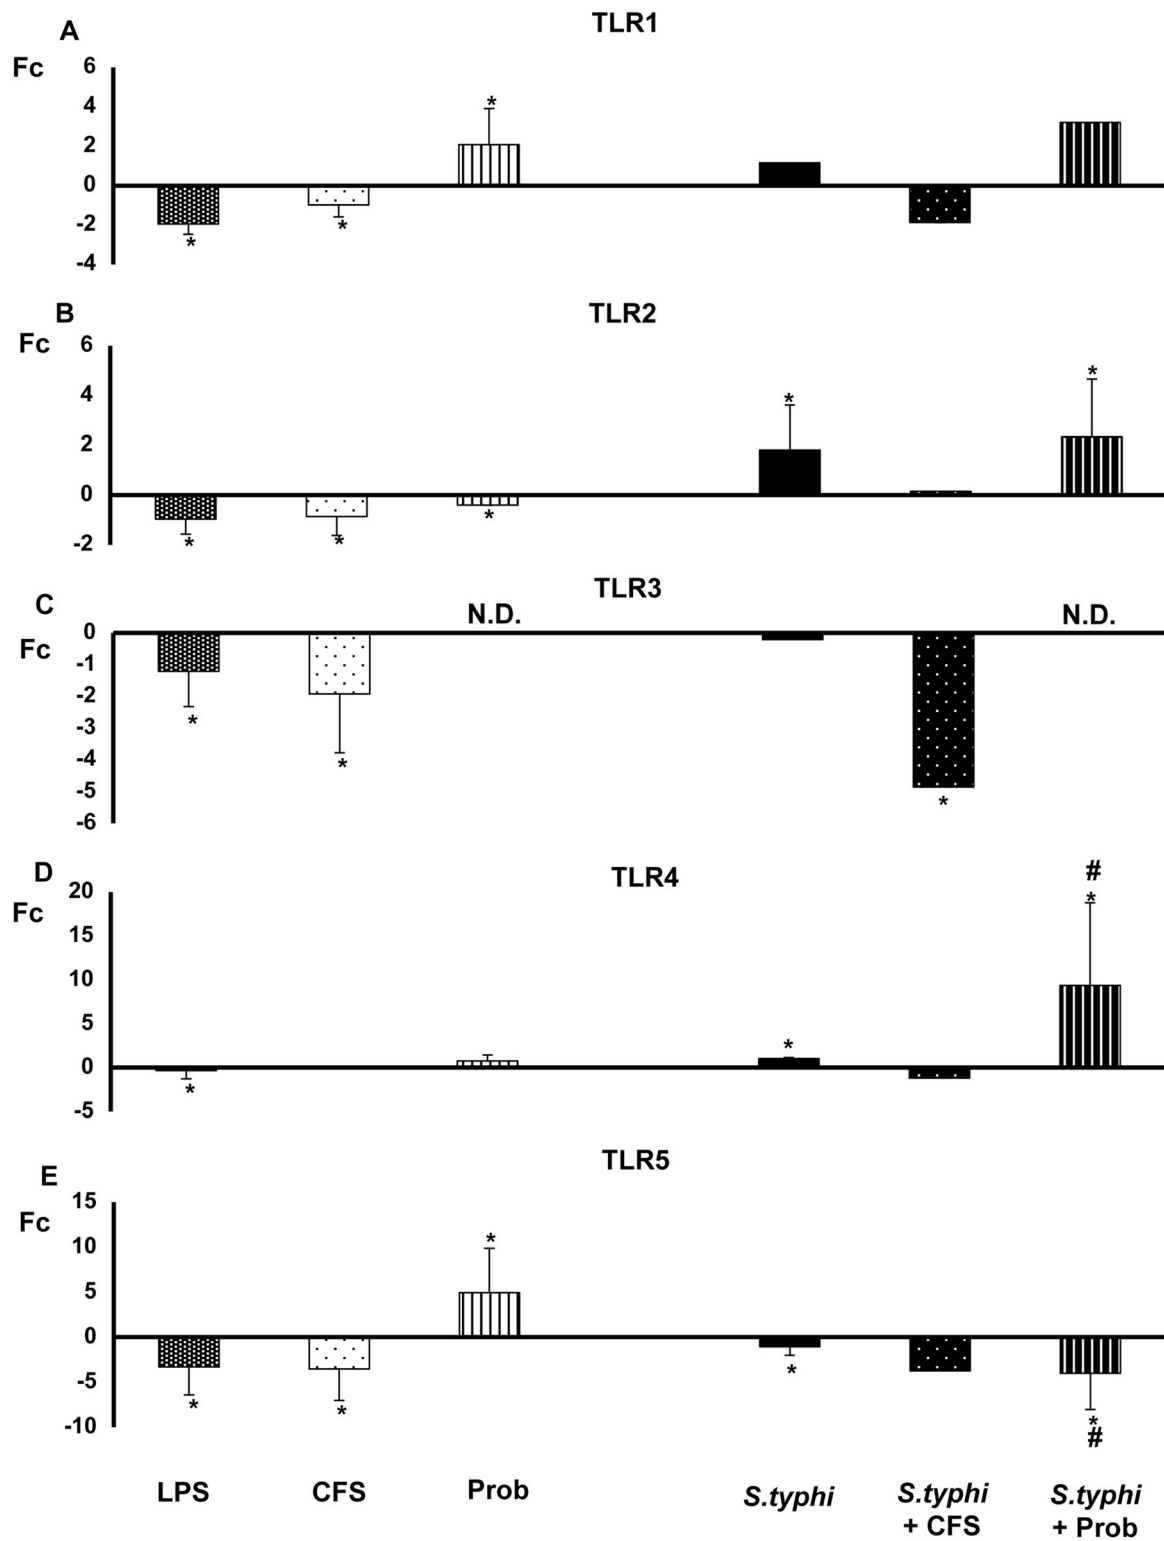 A
TLR1
Fc
6
4
2
0
-2
-4
*
*
*
B
TLR2
Fc
6
4
2
0
-2
*
*
*
*
*
C
TLR3
Fc
N.D.
N.D.
0
-1
-2
-3
-4
-5
-6
*
*
*
D
TLR4
Fc
20
15
10
5
0
-5
*
*
#
*
E
TLR5
Fc
15
10
5
0
-5
-10
*
*
*
*
*
#
LPS
CFS
Prob
S.typhi
S.typhi
+ CFS
S.typhi
+ Prob